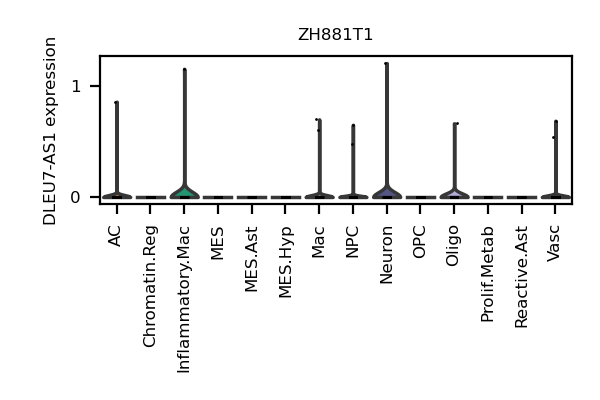 ZH881T1
DLEU7-AS1 expression
1
0
AC
Chromatin.Reg
Inflammatory.Mac
MES
MES.Ast
MES.Hyp
Mac
NPC
Neuron
OPC
Oligo
Prolif.Metab
Reactive.Ast
Vasc